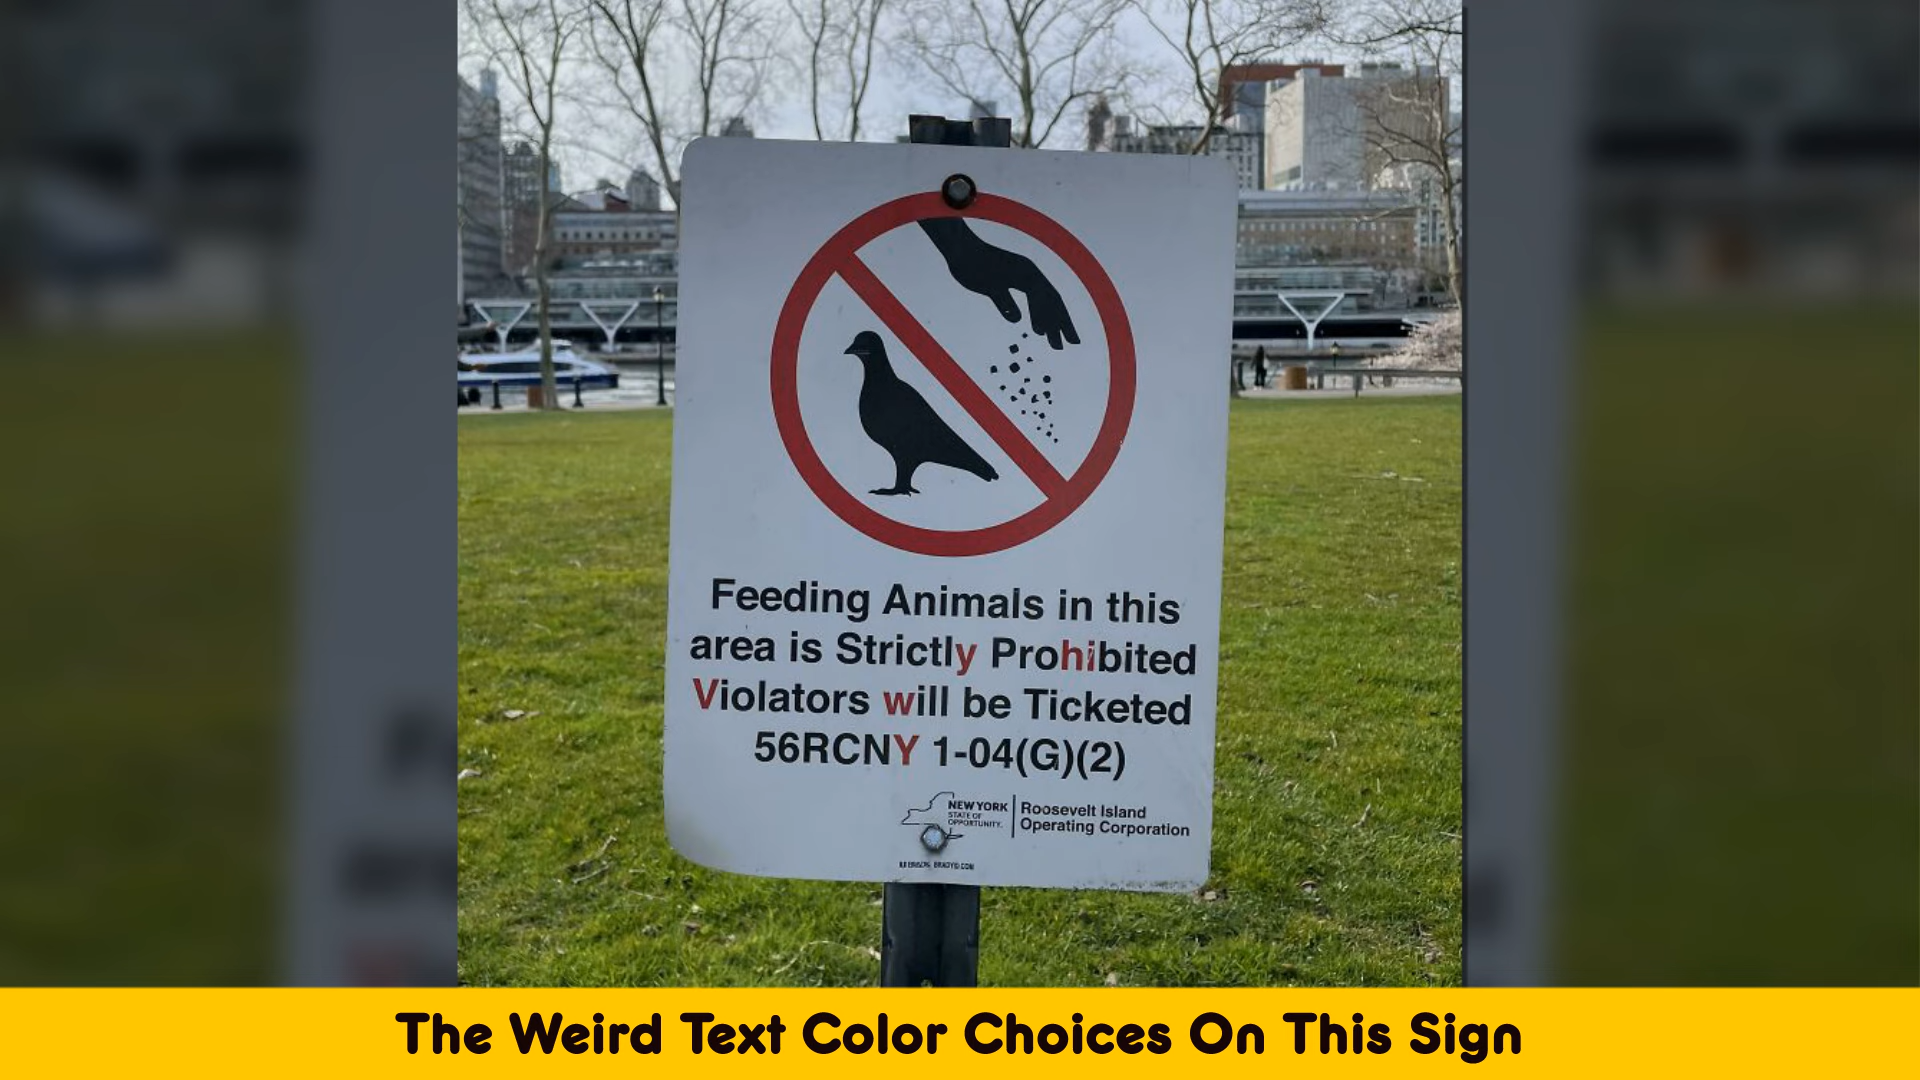 Feeding Animals in this
area is Strictly Prohibited
Violators will be Ticketed
56RCNY 1-04(G)(2)
NEW YORK
STATE OF
OPPORTUNITY.
Roosevelt Island
Operating Corporation
The Weird Text Color Choices On This Sign